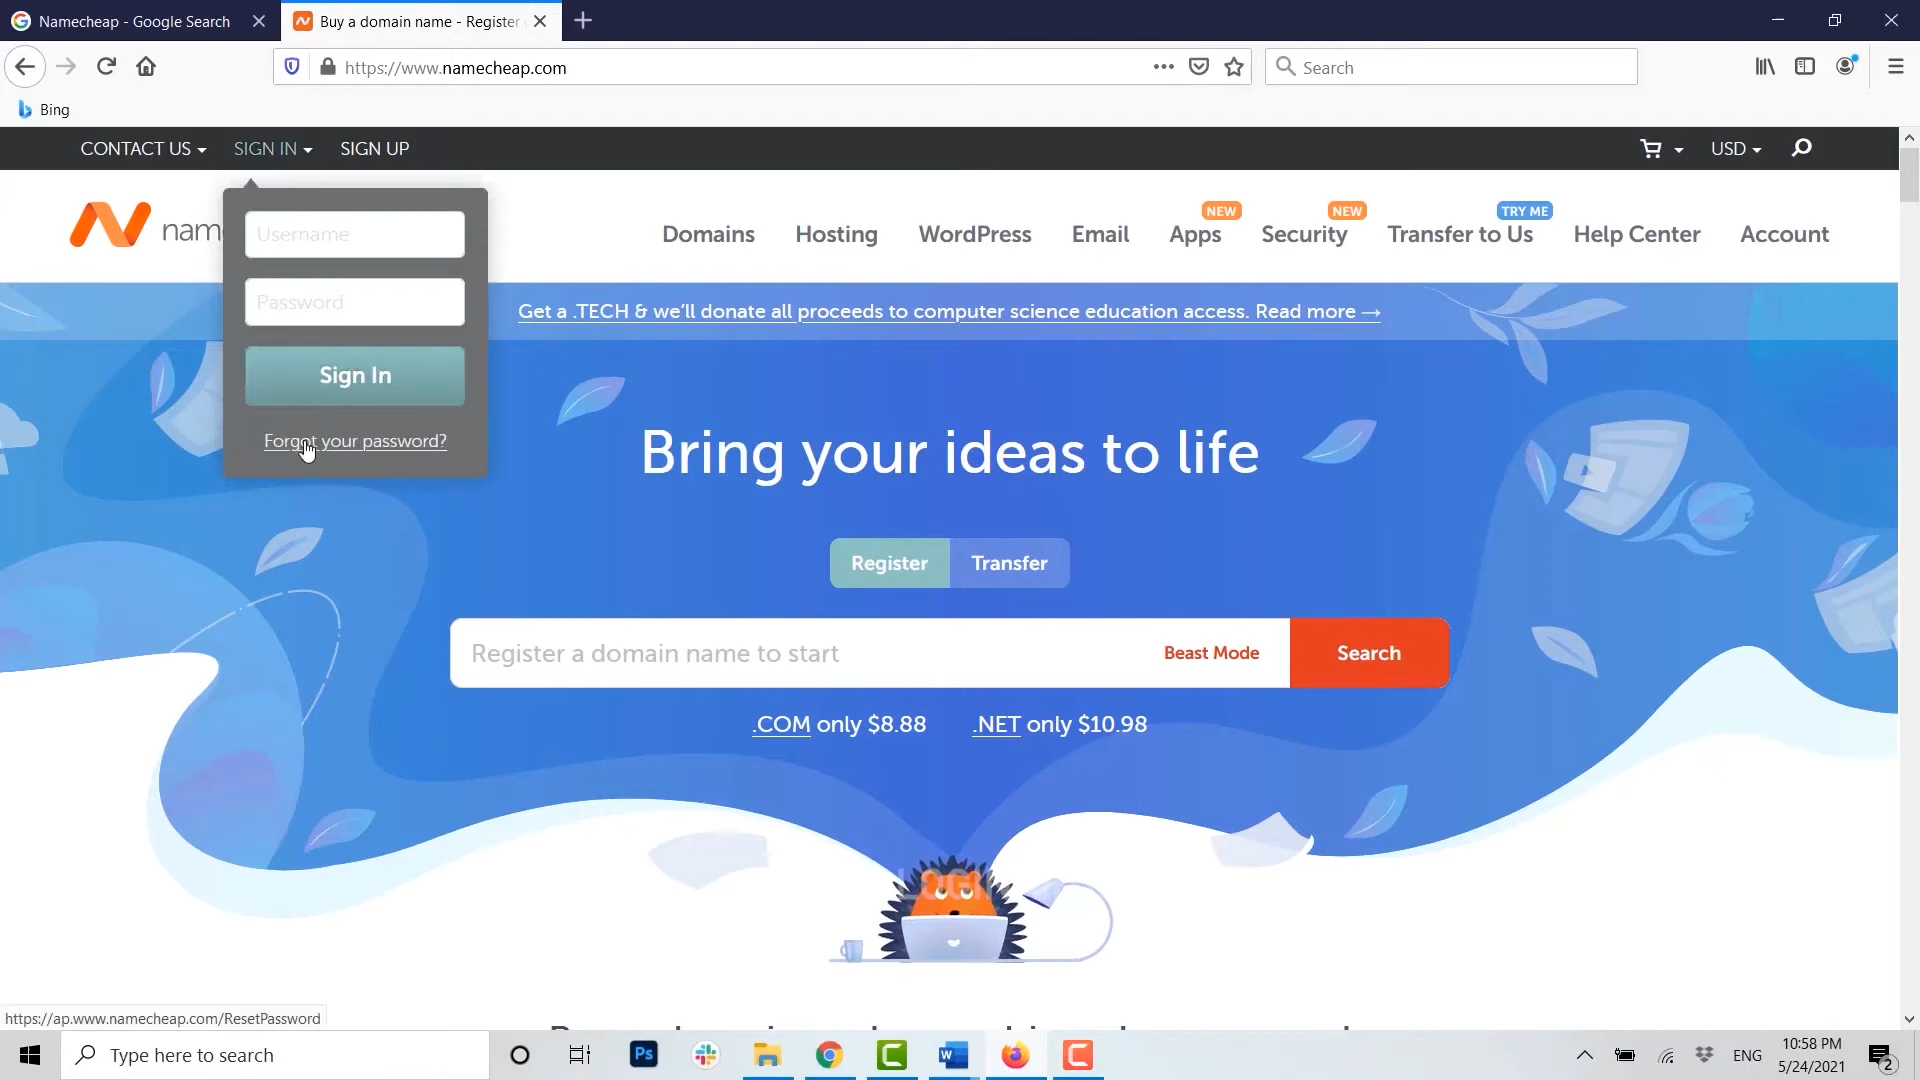 Namecheap - Google Search
Buy a domain name - Register
https://www.namecheap.com
Search
Bing
CONTACT US
SIGN IN
SIGN UP
USD
Username
Password
Sign In
Forgot your password?
Domains
Hosting
WordPress
Email
NEW
Apps
NEW
Security
TRY ME
Transfer to Us
Help Center
Account
Get a .TECH & we'll donate all proceeds to computer science education access. Read more →
Bring your ideas to life
Register
Transfer
Register a domain name to start
Beast Mode
Search
.COM only $8.88
.NET only $10.98
https://ap.www.namecheap.com/ResetPassword
Type here to search
Ps
ENG
10:58 PM
5/24/2021
2